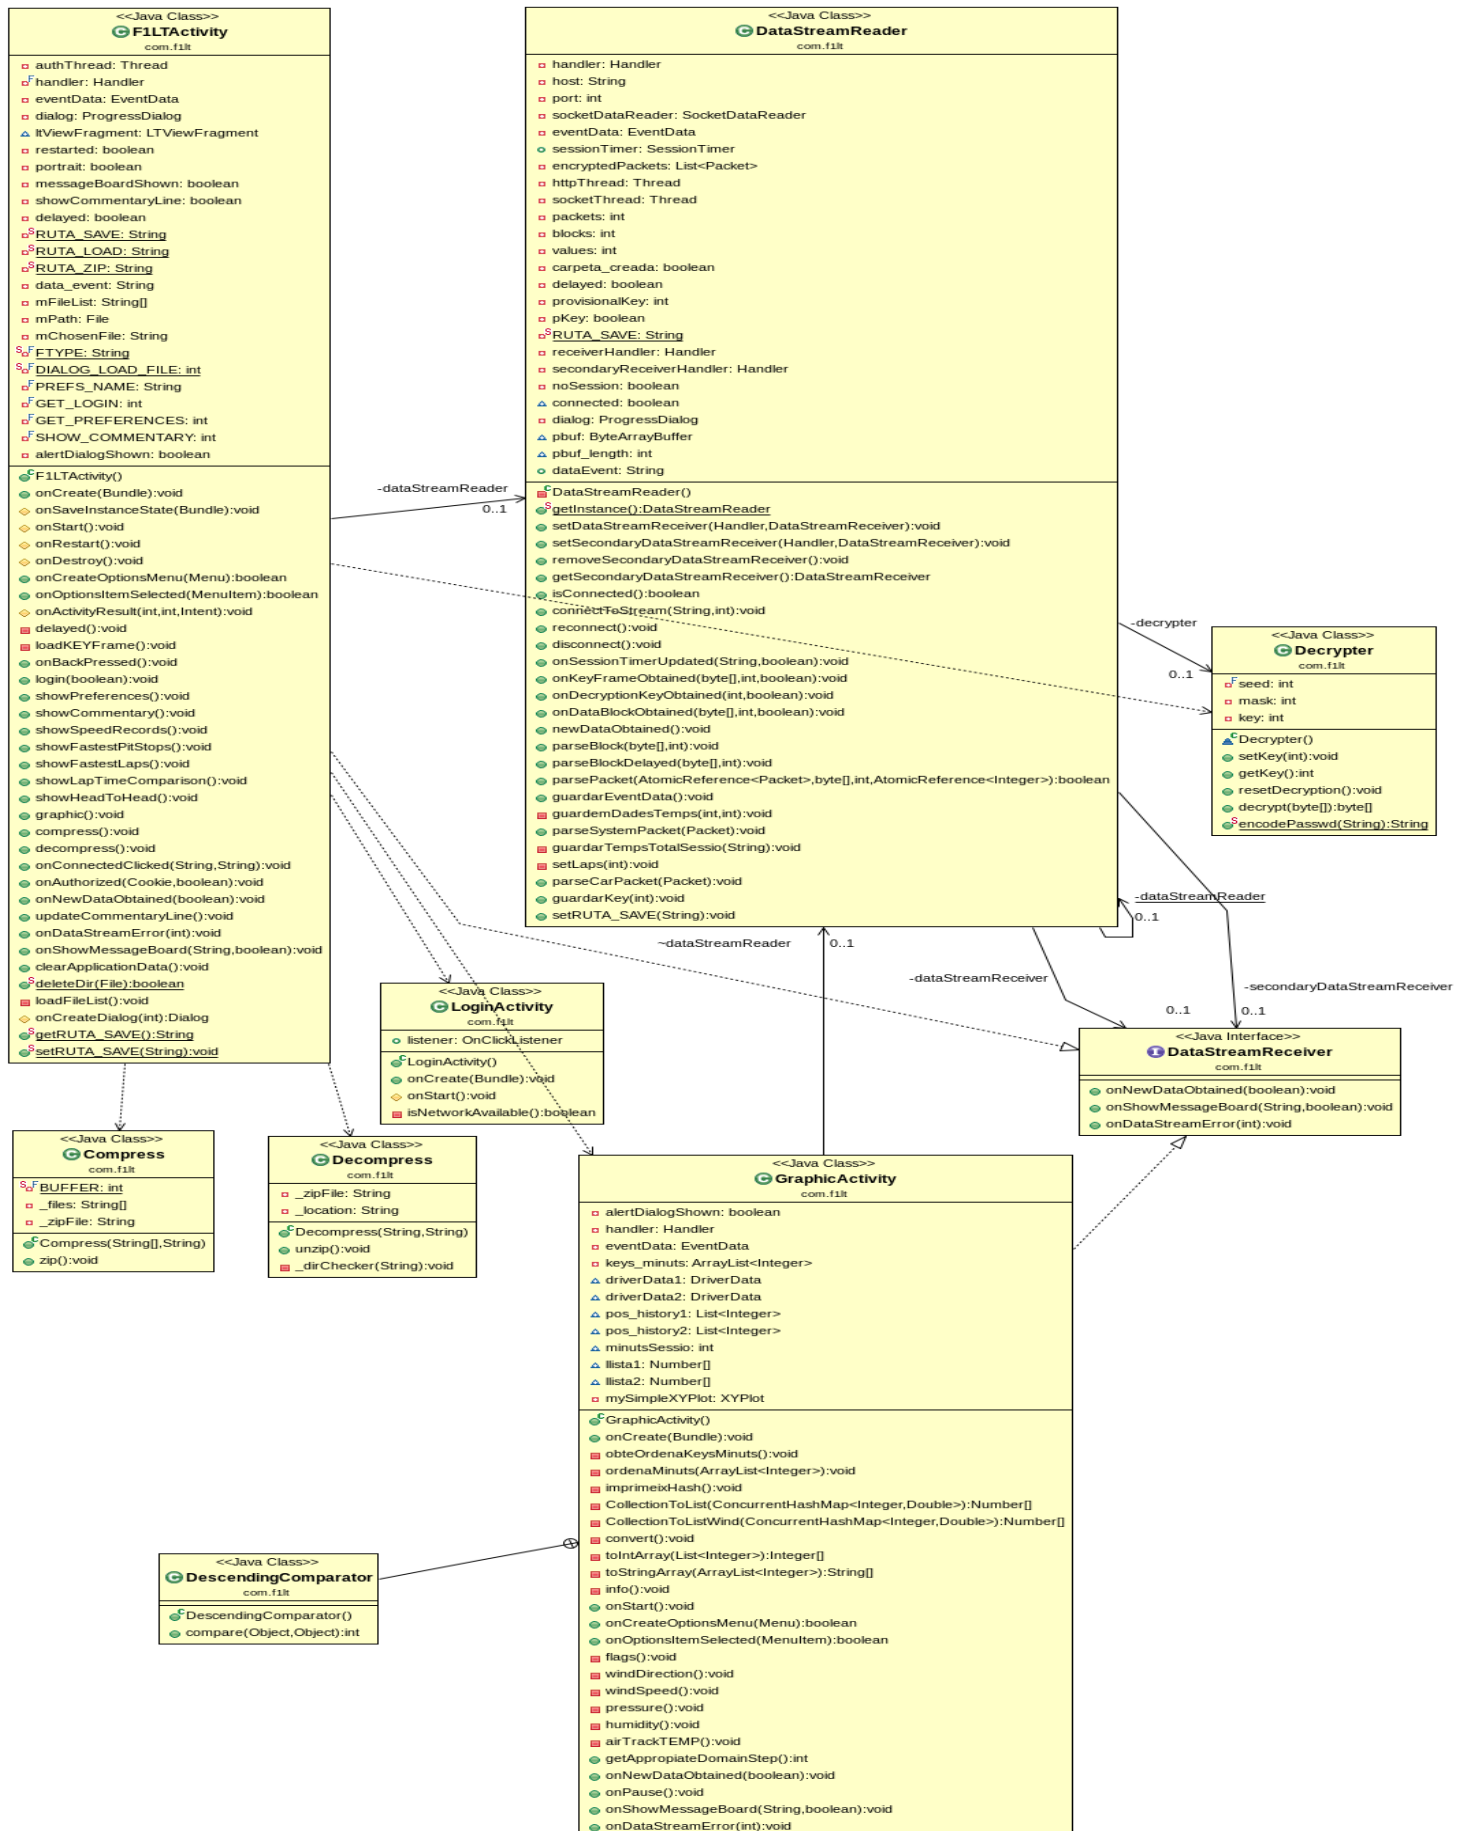 <<Java Class>>
F1LTActivity
com.f1lt
authThread: Thread
handler: Handler
eventData: EventData
dialog: ProgressDialog
ltViewFragment: LTViewFragment
restarted: boolean
portrait: boolean
messageBoardShown: boolean
showCommentaryLine: boolean
delayed: boolean
RUTA_SAVE: String
RUTA_LOAD: String
RUTA_ZIP: String
data_event: String
mFileList: String[]
mPath: File
mChosenFile: String
FTYPE: String
DIALOG_LOAD_FILE: int
PREFS_NAME: String
GET_LOGIN: int
GET_PREFERENCES: int
SHOW_COMMENTARY: int
alertDialogShown: boolean
F1LTActivity()
onCreate(Bundle):void
onSaveInstanceState(Bundle):void
onStart():void
onRestart():void
onDestroy():void
onCreateOptionsMenu(Menu):boolean
onOptionsItemSelected(MenuItem):boolean
onActivityResult(int,int,Intent):void
delayed():void
loadKEYFrame():void
onBackPressed():void
login(boolean):void
showPreferences():void
showCommentary():void
showSpeedRecords():void
showFastestPitStops():void
showFastestLaps():void
showLapTimeComparison():void
showHeadToHead():void
graphic():void
compress():void
decompress():void
onConnectedClicked(String,String):void
onAuthorized(Cookie,boolean):void
onNewDataObtained(boolean):void
updateCommentaryLine():void
onDataStreamError(int):void
onShowMessageBoard(String,boolean):void
clearApplicationData():void
deleteDir(File):boolean
loadFileList():void
onCreateDialog(int):Dialog
getRUTA_SAVE():String
setRUTA_SAVE(String):void
-dataStreamReader
0..1
<<Java Class>>
DataStreamReader
com.f1lt
handler: Handler
host: String
port: int
socketDataReader: SocketDataReader
eventData: EventData
sessionTimer: SessionTimer
encryptedPackets: List<Packet>
httpThread: Thread
socketThread: Thread
packets: int
blocks: int
values: int
carpeta_creada: boolean
delayed: boolean
provisionalKey: int
pKey: boolean
RUTA_SAVE: String
receiverHandler: Handler
secondaryReceiverHandler: Handler
noSession: boolean
connected: boolean
dialog: ProgressDialog
pbuf: ByteArrayBuffer
pbuf_length: int
dataEvent: String
DataStreamReader()
getInstance():DataStreamReader
setDataStreamReceiver(Handler,DataStreamReceiver):void
setSecondaryDataStreamReceiver(Handler,DataStreamReceiver):void
removeSecondaryDataStreamReceiver():void
getSecondaryDataStreamReceiver():DataStreamReceiver
isConnected():boolean
connectToStream(String,int):void
reconnect():void
disconnect():void
onSessionTimerUpdated(String,boolean):void
onKeyFrameObtained(byte[],int,boolean):void
onDecryptionKeyObtained(int,boolean):void
onDataBlockObtained(byte[],int,boolean):void
newDataObtained():void
parseBlock(byte[],int):void
parseBlockDelayed(byte[],int):void
parsePacket(AtomicReference<Packet>,byte[],int,AtomicReference<Integer>):boolean
guardarEventData():void
guardemDadesTemps(int,int):void
parseSystemPacket(Packet):void
guardarTempsTotalSessio(String):void
setLaps(int):void
parseCarPacket(Packet):void
guardarKey(int):void
setRUTA_SAVE(String):void
-decrypter
0..1
<<Java Class>>
Decrypter
com.f1lt
seed: int
mask: int
key: int
Decrypter()
setKey(int):void
getKey():int
resetDecryption():void
decrypt(byte[]):byte[]
encodePasswd(String):String
-dataStreamReader
0..1
~dataStreamReader
0..1
-dataStreamReceiver
0..1
-secondaryDataStreamReceiver
0..1
<<Java Interface>>
DataStreamReceiver
com.f1lt
onNewDataObtained(boolean):void
onShowMessageBoard(String,boolean):void
onDataStreamError(int):void
<<Java Class>>
LoginActivity
com.f1lt
listener: OnClickListener
LoginActivity()
onCreate(Bundle):void
onStart():void
isNetworkAvailable():boolean
<<Java Class>>
Compress
com.f1lt
BUFFER: int
_files: String[]
_zipFile: String
Compress(String[],String)
zip():void
<<Java Class>>
Decompress
com.f1lt
_zipFile: String
_location: String
Decompress(String,String)
unzip():void
_dirChecker(String):void
<<Java Class>>
GraphicActivity
com.f1lt
alertDialogShown: boolean
handler: Handler
eventData: EventData
keys_minuts: ArrayList<Integer>
driverData1: DriverData
driverData2: DriverData
pos_history1: List<Integer>
pos_history2: List<Integer>
minutsSessio: int
llista1: Number[]
llista2: Number[]
mySimpleXYPlot: XYPlot
GraphicActivity()
onCreate(Bundle):void
obteOrdenaKeysMinuts():void
ordenaMinuts(ArrayList<Integer>):void
imprimeixHash():void
CollectionToList(ConcurrentHashMap<Integer,Double>):Number[]
CollectionToListWind(ConcurrentHashMap<Integer,Double>):Number[]
convert():void
toIntArray(List<Integer>):Integer[]
toStringArray(ArrayList<Integer>):String[]
info():void
onStart():void
onCreateOptionsMenu(Menu):boolean
onOptionsItemSelected(MenuItem):boolean
flags():void
windDirection():void
windSpeed():void
pressure():void
humidity():void
airTrackTEMP():void
getAppropiateDomainStep():int
onNewDataObtained(boolean):void
onPause():void
onShowMessageBoard(String,boolean):void
onDataStreamError(int):void
<<Java Class>>
DescendingComparator
com.f1lt
DescendingComparator()
compare(Object,Object):int